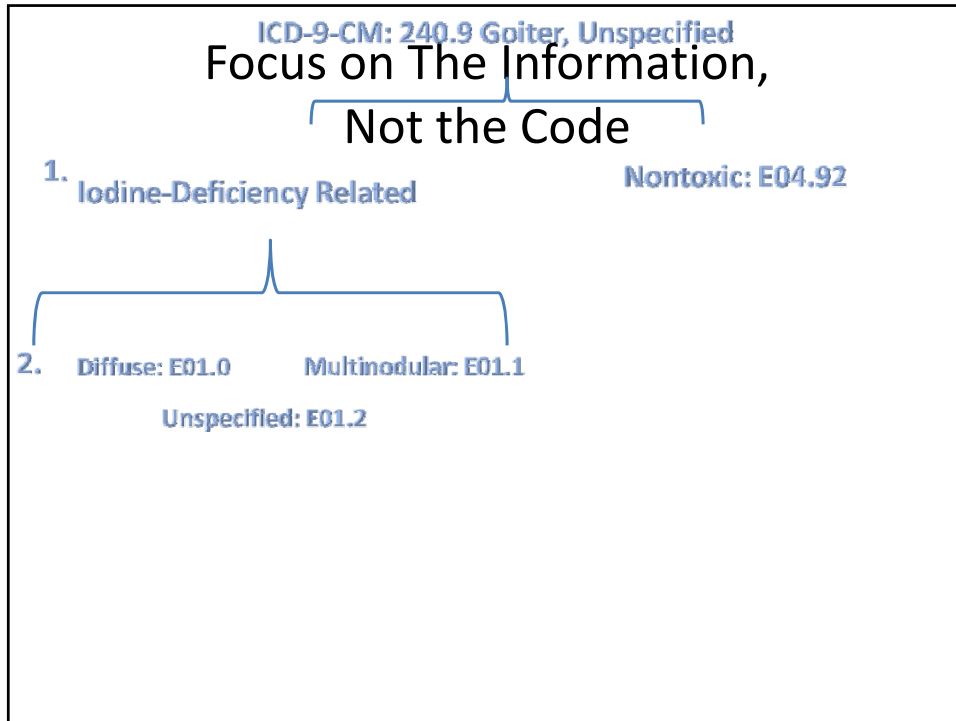 ICD-9-CM: 240.9 Goiter, Unspecified
Focus on The Information,
Not the Code
1. Iodine-Deficiency Related
Nontoxic: E04.92
2. Diffuse: E01.0 Multinodular: E01.1
Unspecified: E01.2